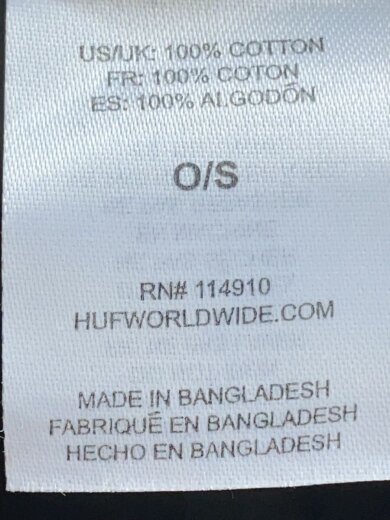 US/UK: 100% COTTON
FR: 100% COTON
ES: 100% ALGODÓN
O/S
RN# 114910
HUFWORLDWIDE.COM
MADE IN BANGLADESH
FABRIQUÉ EN BANGLADESH
HECHO EN BANGLADESH